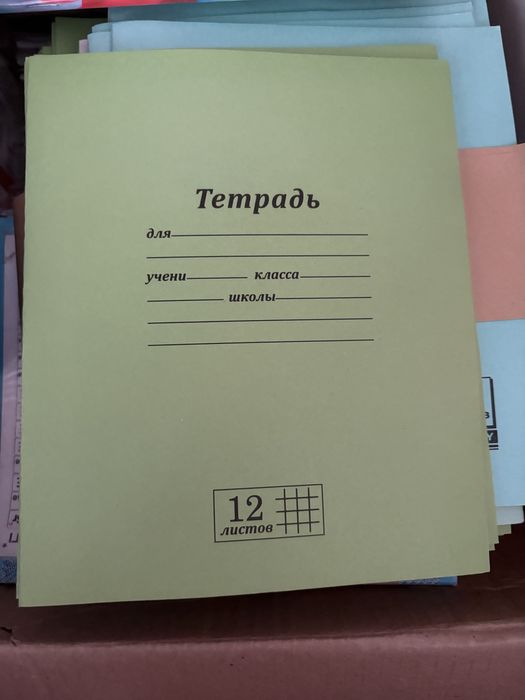 Тетрадь
для
учени класса
школы
12
листов